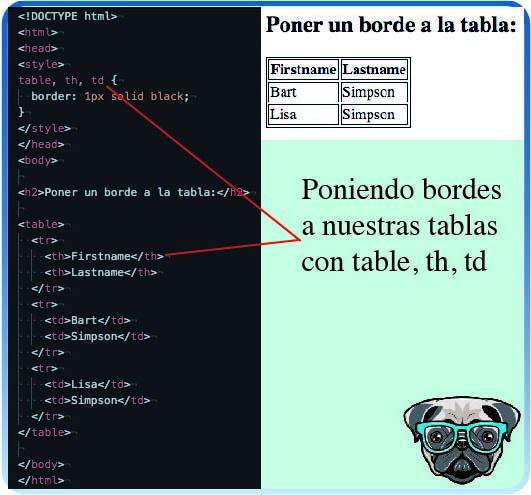 <!DOCTYPE html>
<html>
<head>
<style>
table, th, td {
border: 1px solid black;
}
</style>
</head>
<body>
<h2>Poner un borde a la tabla:</h2>
<table>
<tr>
<th>Firstname</th>
<th>Lastname</th>
</tr>
<tr>
<td>Bart</td>
<td>Simpson</td>
</tr>
<tr>
<td>Lisa</td>
<td>Simpson</td>
</tr>
</table>
</body>
</html>
Poner un borde a la tabla:
Firstname Lastname
Bart Simpson
Lisa Simpson
Poniendo bordes
a nuestras tablas
con table, th, td